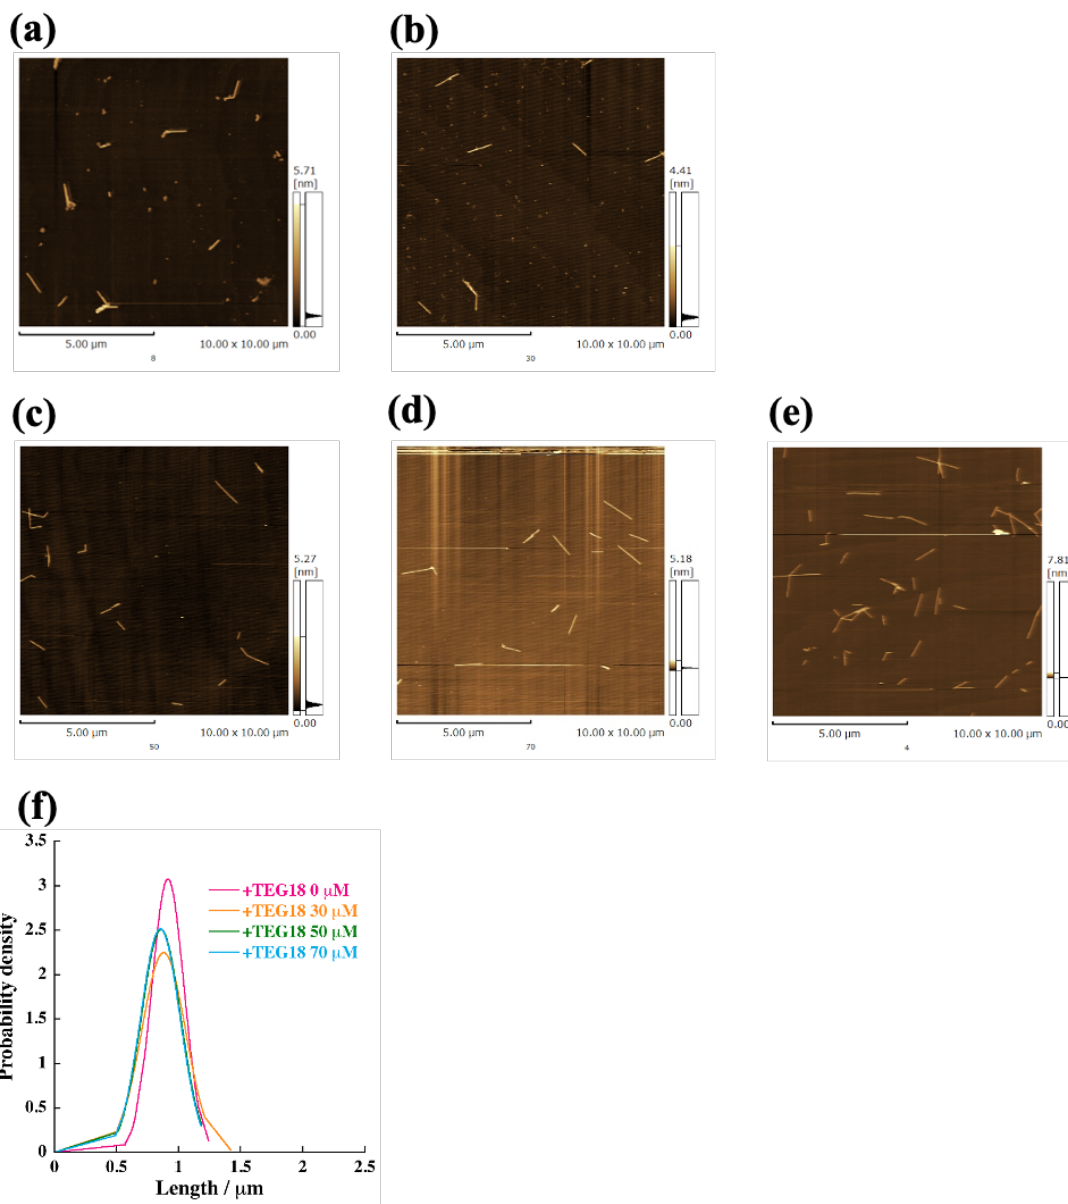 (a)
5.71
[nm]
0.00
5.00 μm
10.00 x 10.00 μm
8
(b)
4.41
[nm]
0.00
5.00 μm
10.00 x 10.00 μm
30
(c)
5.27
[nm]
0.00
5.00 μm
10.00 x 10.00 μm
50
(d)
5.18
[nm]
0.00
5.00 μm
10.00 x 10.00 μm
70
(e)
7.81
[nm]
0.00
5.00 μm
10.00 x 10.00 μm
4
(f)
3.5
3
2.5
2
1.5
1
0.5
0
Probability density
+TEG18 0 μM
+TEG18 30 μM
+TEG18 50 μM
+TEG18 70 μM
0
0.5
1
1.5
2
2.5
Length / μm